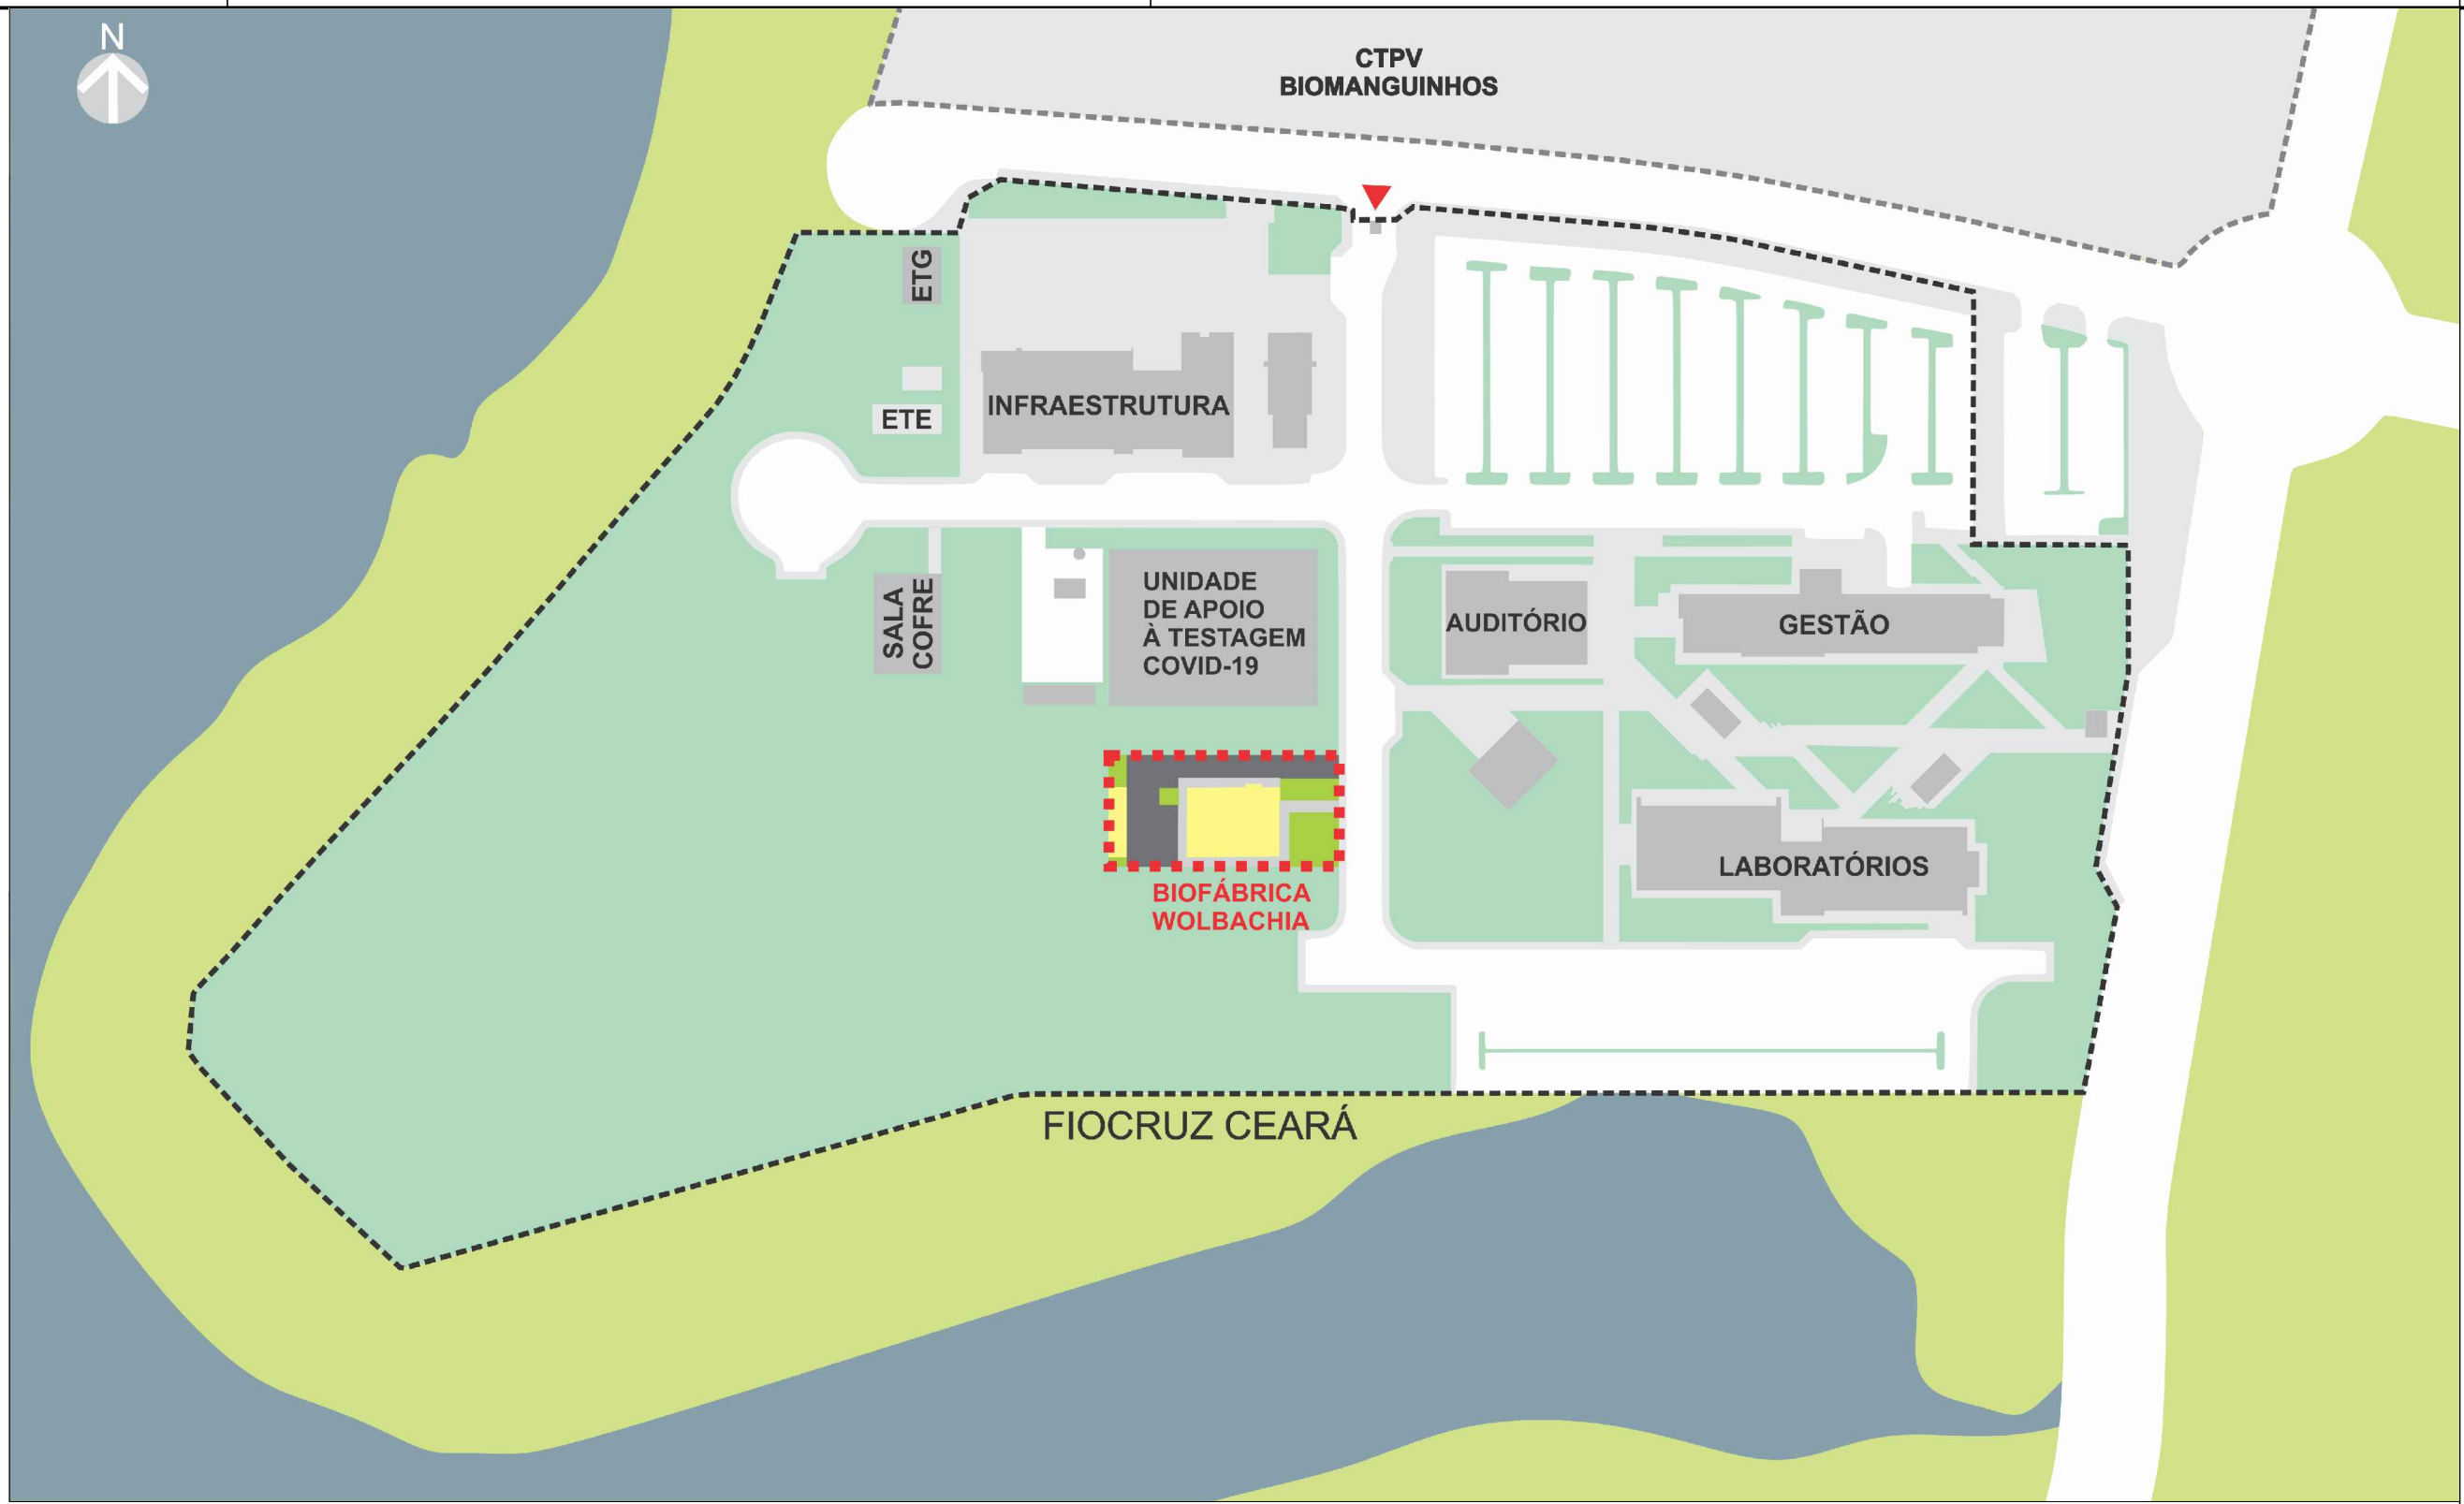 N
CTPV
BIOMANGUINHOS
ETG
ETE
INFRAESTRUTURA
SALA
COFRE
UNIDADE
DE APOIO
À TESTAGEM
COVID-19
AUDITÓRIO
GESTÃO
LABORATÓRIOS
BIOFÁBRICA
WOLBACHIA
FIOCRUZ CEARÁ